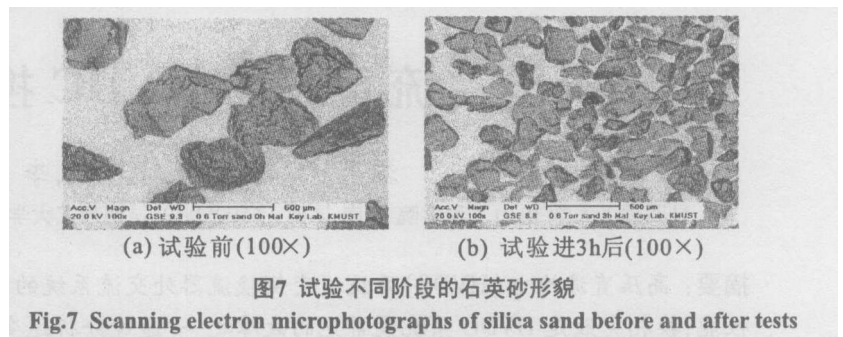 Acc.V Magn Det WD 500 µm
20.0 kV 100x GSE 9.8 0.6 Torr sand 0h Mat Key Lab KMUST
Acc.V Magn Det WD 500 µm
20.0 kV 100x GSE 8.8 0.6 Torr sand 3h Mat Key Lab KMUST
(a) 试验前(100×)
(b) 试验进3h后(100×)
图7 试验不同阶段的石英砂形貌
Fig.7 Scanning electron microphotographs of silica sand before and after tests